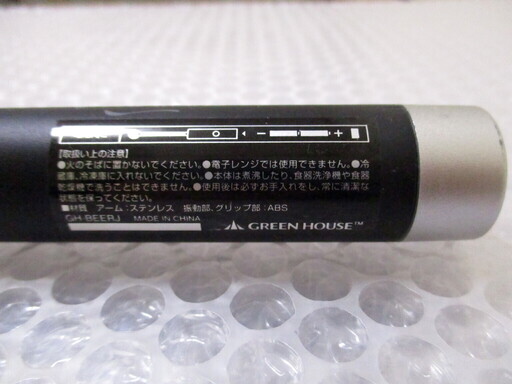 【取扱い上の注意】
●火のそばに置かないでください。●電子レンジでは使用できません。●冷
蔵庫、冷凍庫に入れないでください。●本体は煮沸したり、食器洗浄機や食器
乾燥機で洗うことはできません。●使用後は必ずお手入れをし、常に清潔な
状態を保ってください。
■材質 アーム:ステンレス 振動部、グリップ部:ABS
GH-BEERJ MADE IN CHINA
GREEN HOUSE™